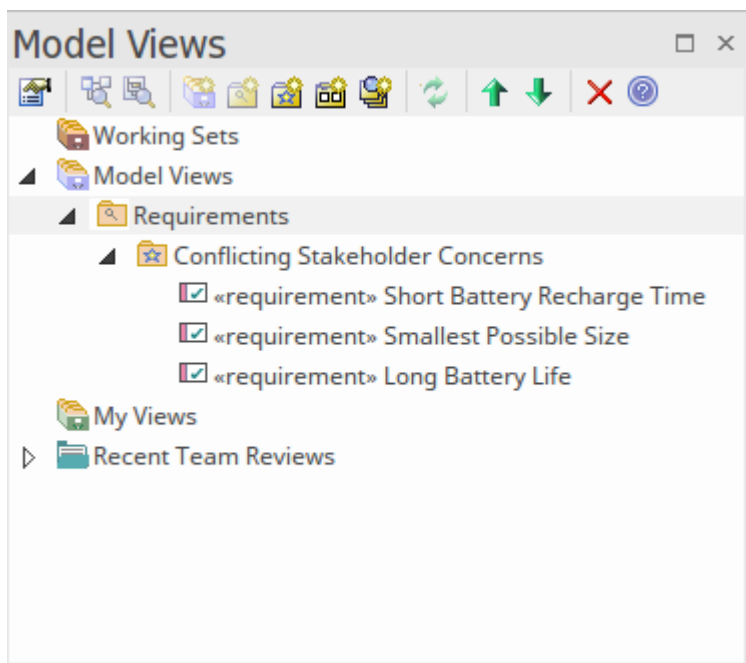 Model Views
Working Sets
Model Views
Requirements
Conflicting Stakeholder Concerns
«requirement» Short Battery Recharge Time
«requirement» Smallest Possible Size
«requirement» Long Battery Life
My Views
Recent Team Reviews